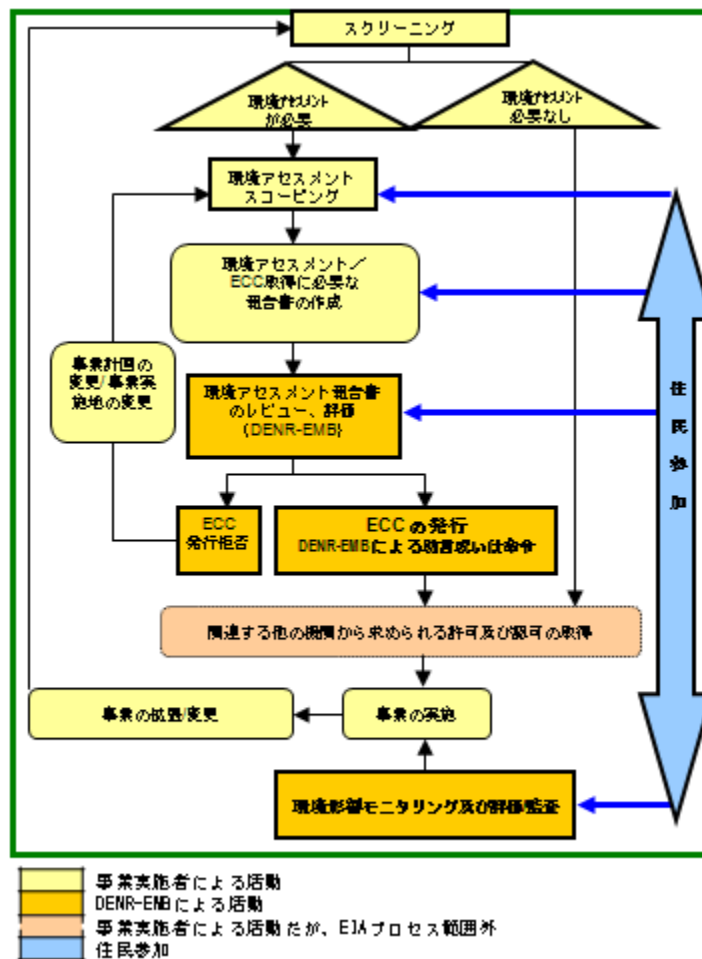 スクリーニング
環境アセスメント
が必要
環境アセスメント
必要なし
環境アセスメント
スコーピング
環境アセスメント／
ECC取得に必要な
報告書の作成
事業計画の
変更/事業実
施地の変更
環境アセスメント報告書
のレビュー、評価
(DENR-EMB)
住民参加
ECC
発行拒否
ECC の発行
DENR-EMBによる助言或いは命令
関連する他の機関から求められる許可及び認可の取得
事業の拡張/変更
事業の実施
環境影響モニタリング及び評価監査
事業実施者による活動
DENR-EMBによる活動
事業実施者による活動だが、EIAプロセス範囲外
住民参加